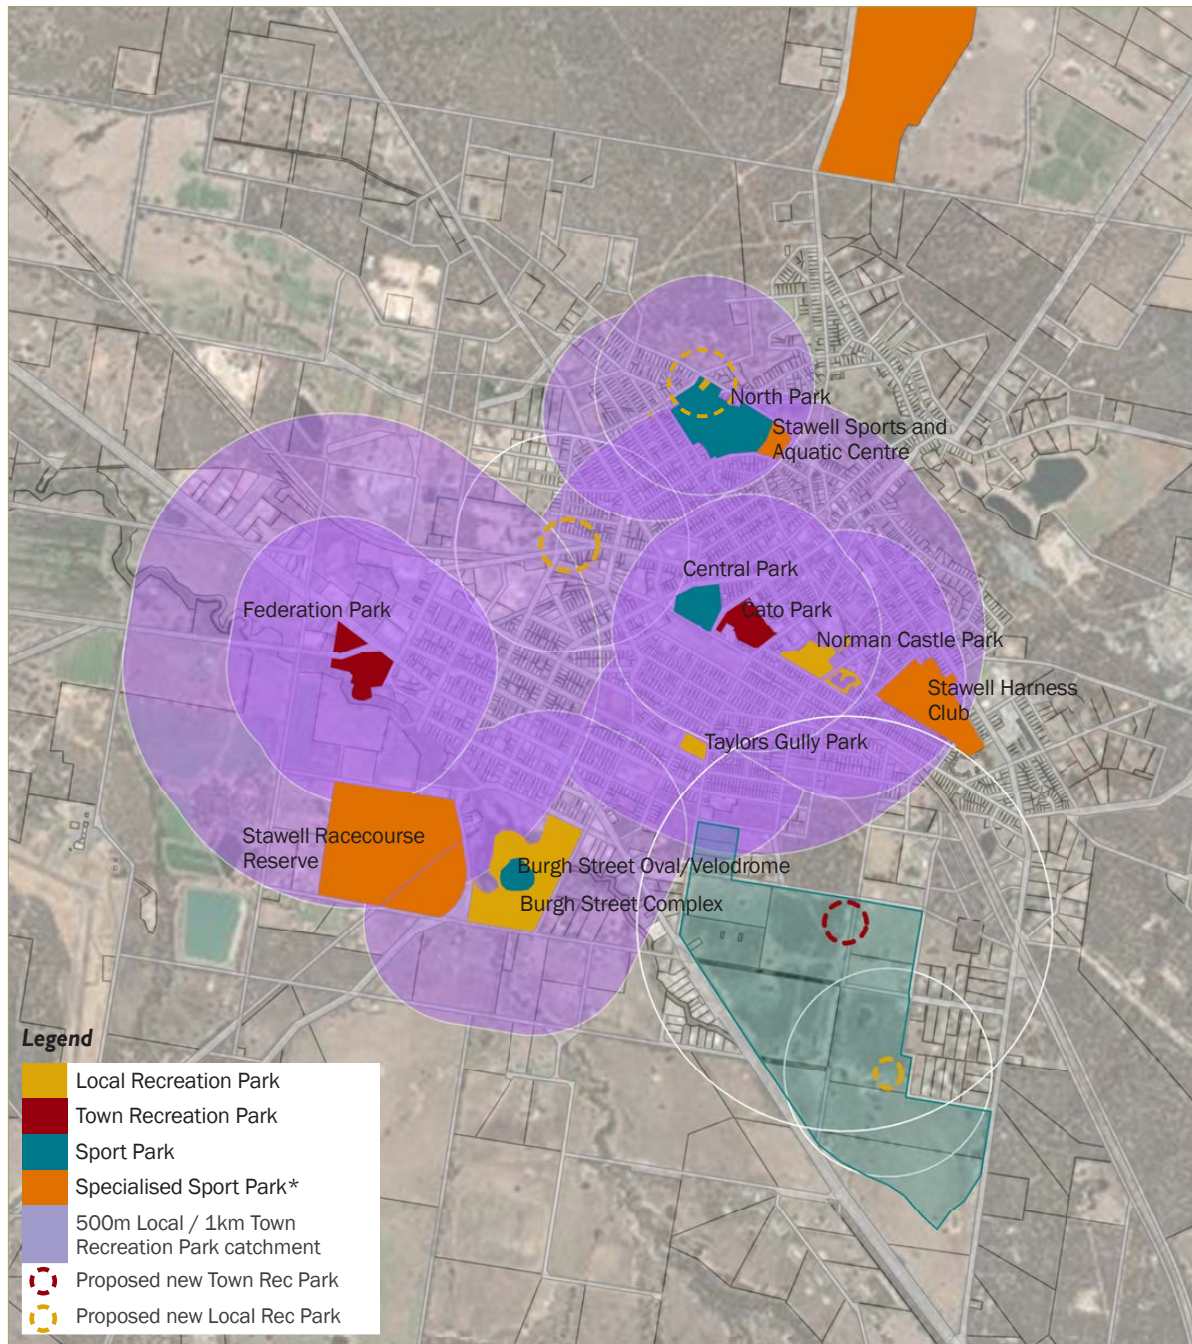 North Park
Stawell Sports and
Aquatic Centre
Central Park
Cato Park
Federation Park
Norman Castle Park
Stawell Harness
Club
Taylors Gully Park
Stawell Racecourse
Reserve
Burgh Street Oval/Velodrome
Burgh Street Complex
Legend
Local Recreation Park
Town Recreation Park
Sport Park
Specialised Sport Park*
500m Local / 1km Town
Recreation Park catchment
Proposed new Town Rec Park
Proposed new Local Rec Park